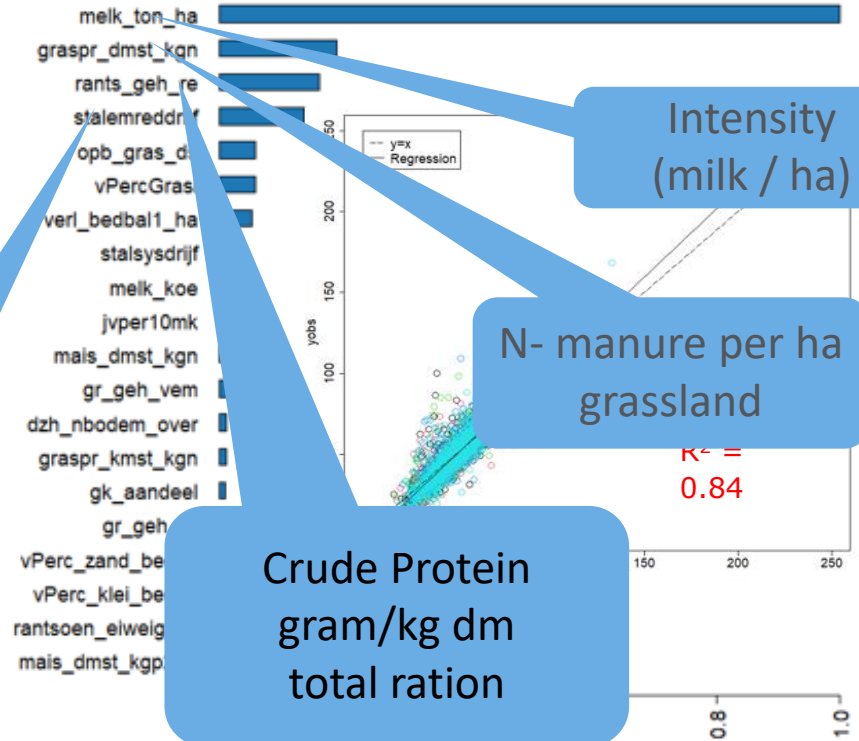 melk_ton_ha
graspr_dmst_kgn
rants_geh_re
stalemreddrijf
opb_gras_d
vPercGras
verl_bedbal1_ha
stalsysdrijf
melk_koe
jvper10mk
mais_dmst_kgn
gr_geh_vem
dzh_nbodem_over
graspr_kmst_kgn
gk_aandeel
gr_geh
vPerc_zand_be
vPerc_klei_be
rantsoen_eiweig
mais_dmst_kgp
y=x
Regression
250
200
150
100
yobs
150
200
250
R² =
0.84
Intensity
(milk / ha)
N- manure per ha
grassland
Crude Protein
gram/kg dm
total ration
0.8
1.0